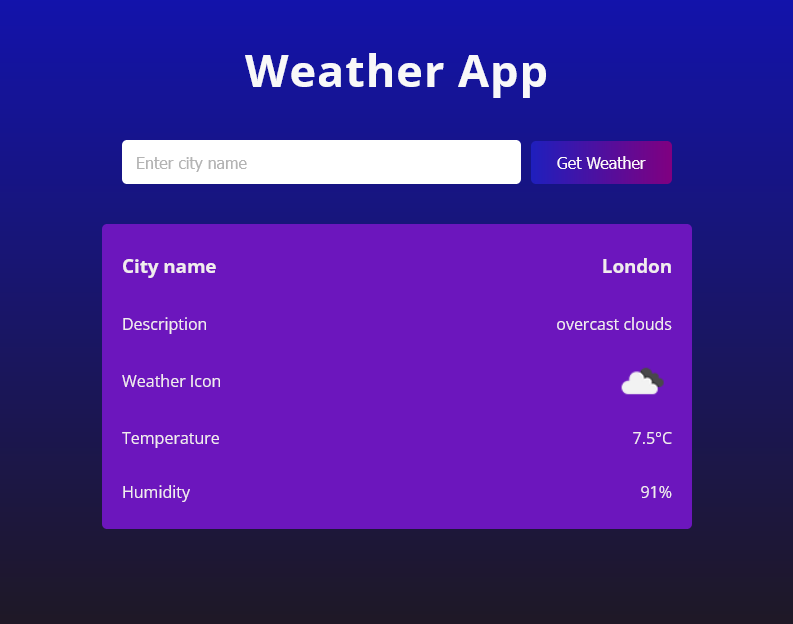 Weather App
Enter city name
Get Weather
City name London
Description overcast clouds
Weather Icon
Temperature 7.5°C
Humidity 91%